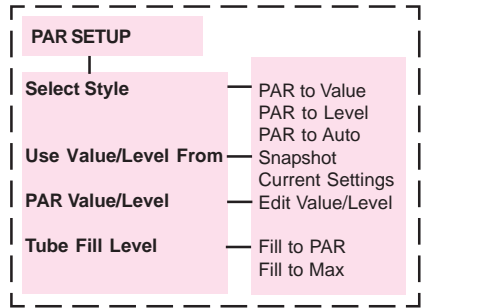 PAR SETUP
Select Style
PAR to Value
PAR to Level
PAR to Auto
Use Value/Level From
Snapshot
Current Settings
PAR Value/Level
Edit Value/Level
Tube Fill Level
Fill to PAR
Fill to Max